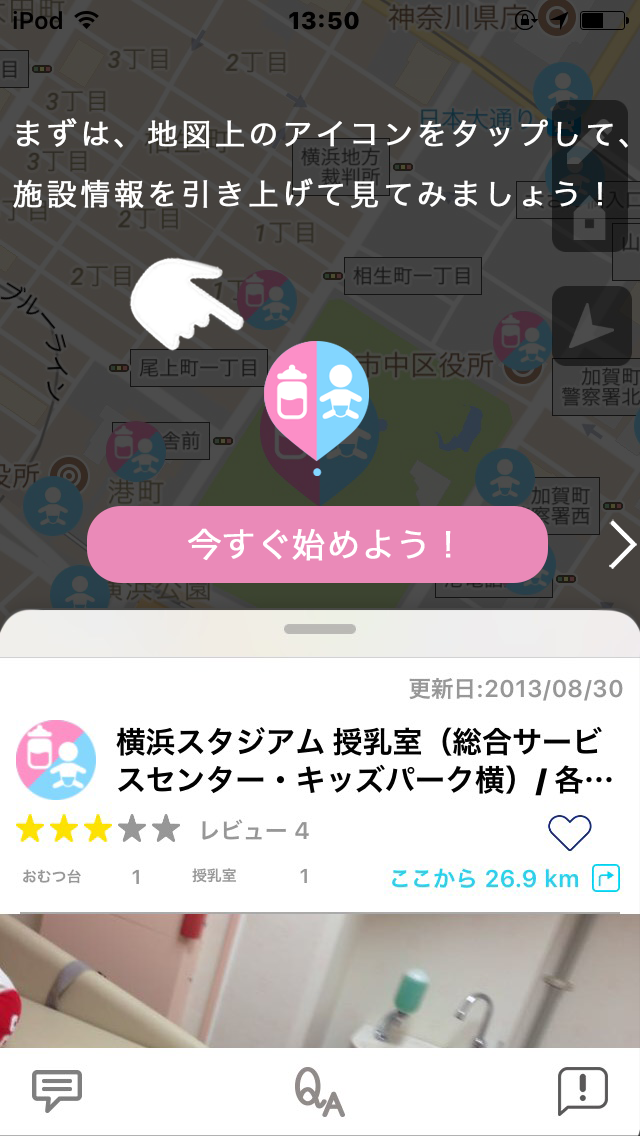 iPod 13:50
神奈川県庁
3丁目
2丁目
3丁目
日本大通り
まずは、地図上のアイコンをタップして、
横浜地方
裁判所
3丁目
施設情報を引き上げて見てみましょう！
2丁目
1丁目
2丁目
相生町一丁目
ブルーライン
尾上町一丁目
市中区役所
加賀町
警察署北
舎前
役所
港町
加賀町
察署西
今すぐ始めよう！
横浜公園
更新日:2013/08/30
横浜スタジアム 授乳室（総合サービ
スセンター・キッズパーク横）/ 各…
レビュー 4
おむつ台 1 授乳室 1 ここから 26.9 km
QA